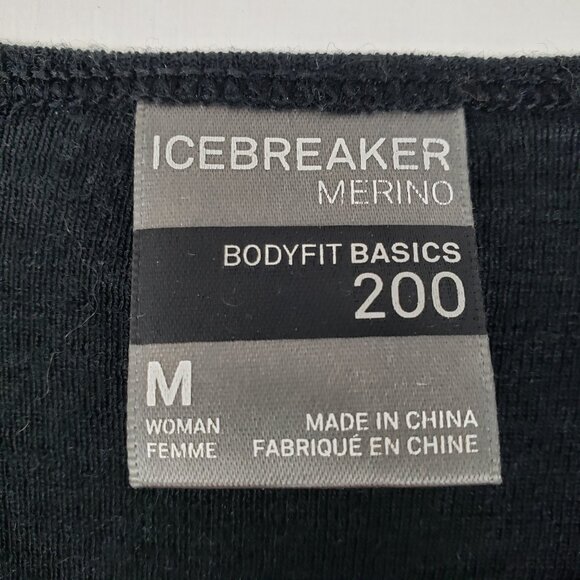 ICEBREAKER
MERINO
BODYFIT BASICS
200
M
WOMAN
FEMME
MADE IN CHINA
FABRIQUÉ EN CHINE